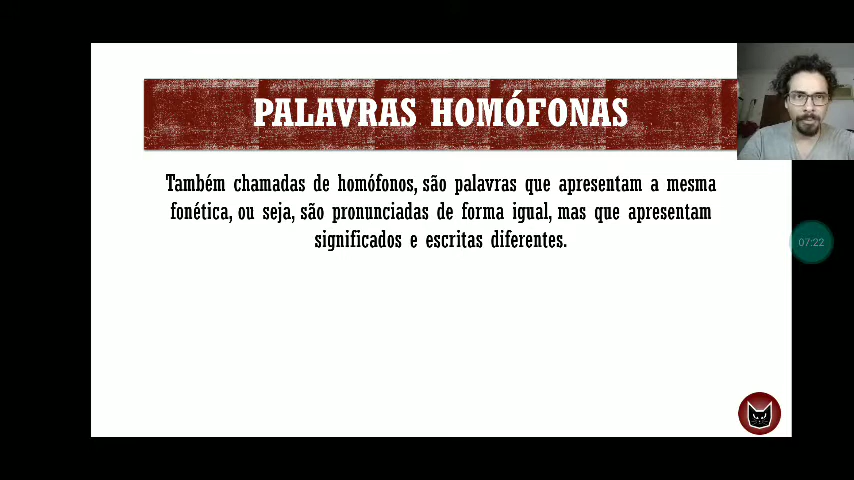 PALAVRAS HOMÓFONAS
Também chamadas de homófonos, são palavras que apresentam a mesma
fonética, ou seja, são pronunciadas de forma igual, mas que apresentam
significados e escritas diferentes.
07:22